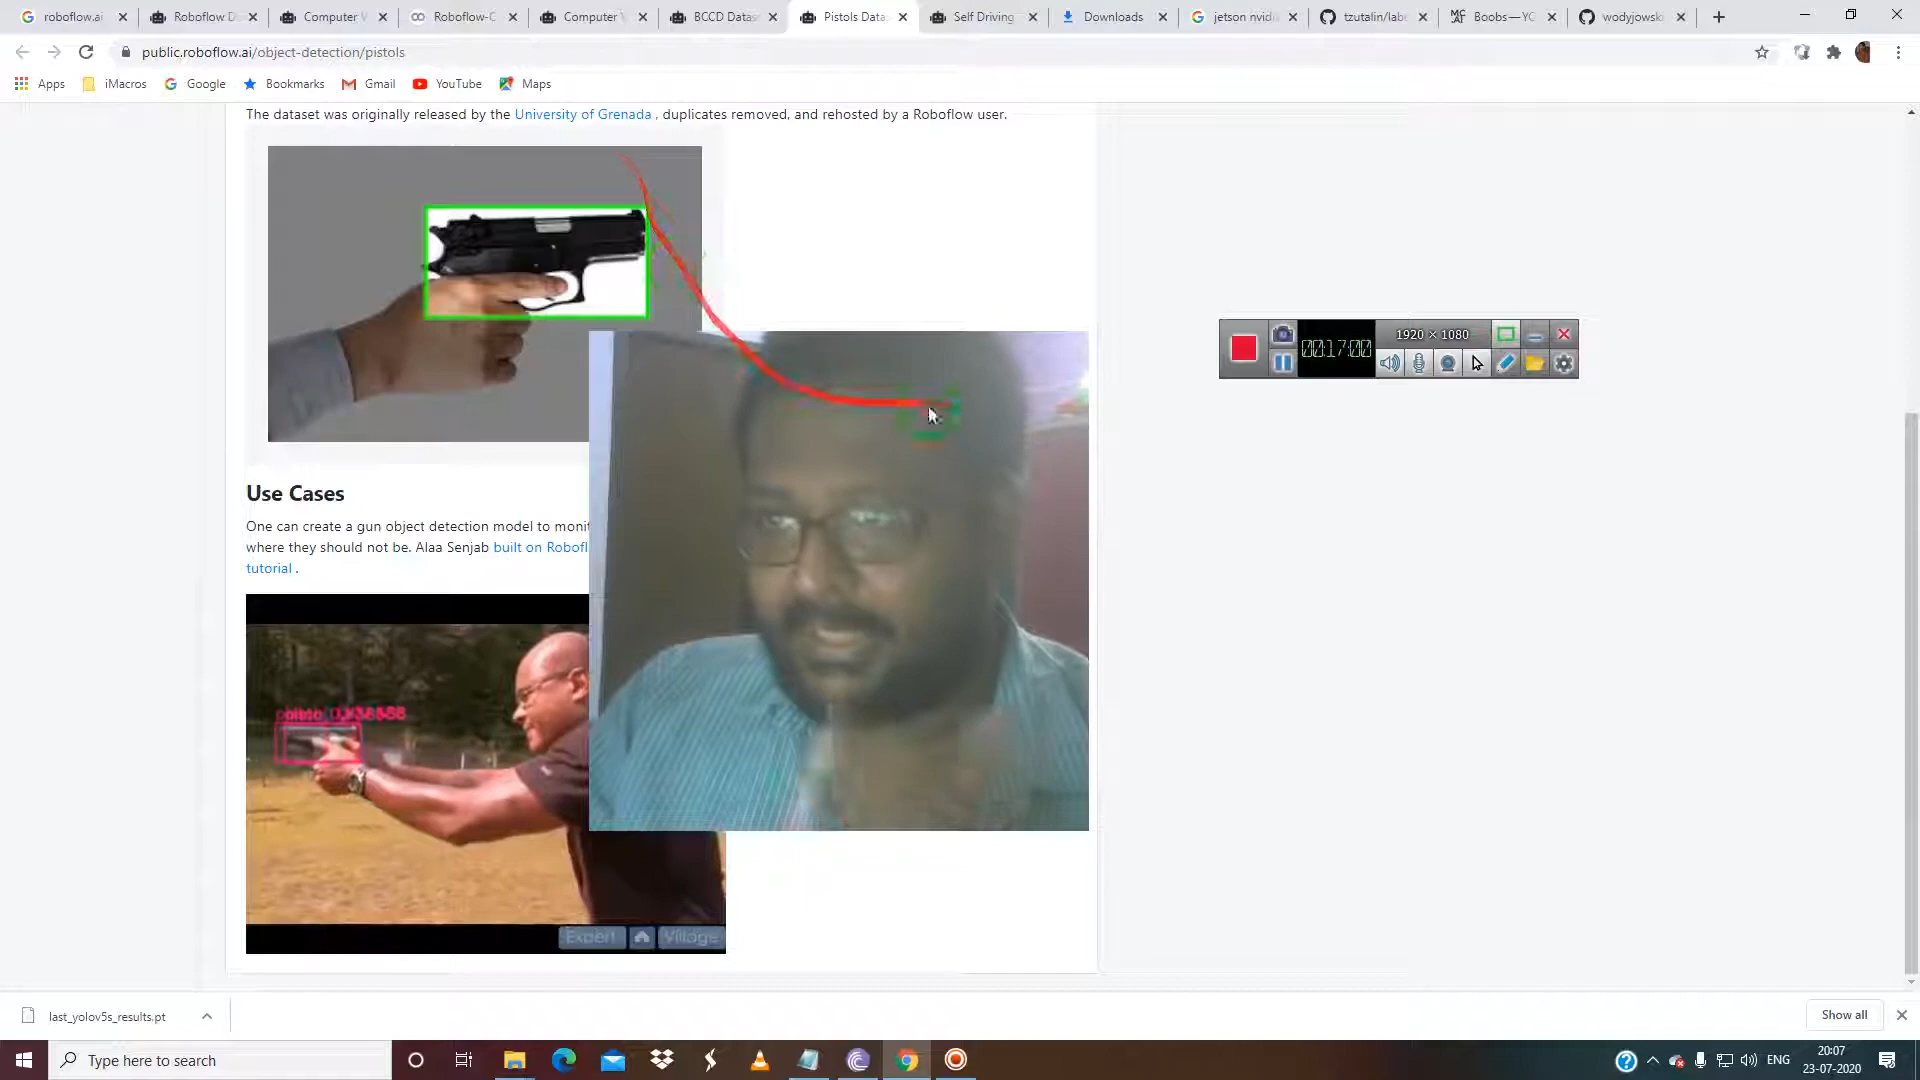 roboflow.ai
Roboflow D
Computer V
Roboflow-C
Computer V
BCCD Datas
Pistols Data
Self Driving
Downloads
jetson nvidi
tzutalin/labe
Boobs—YO
wodyjowski
public.roboflow.ai/object-detection/pistols
Apps
iMacros
Google
Bookmarks
Gmail
YouTube
Maps
The dataset was originally released by the University of Grenada , duplicates removed, and rehosted by a Roboflow user.
00:17:00
1920 × 1080
Use Cases
One can create a gun object detection model to monit
where they should not be. Alaa Senjab built on Robofl
tutorial .
Expert Village
last_yolov5s_results.pt
Show all
Type here to search
ENG
20:07
23-07-2020